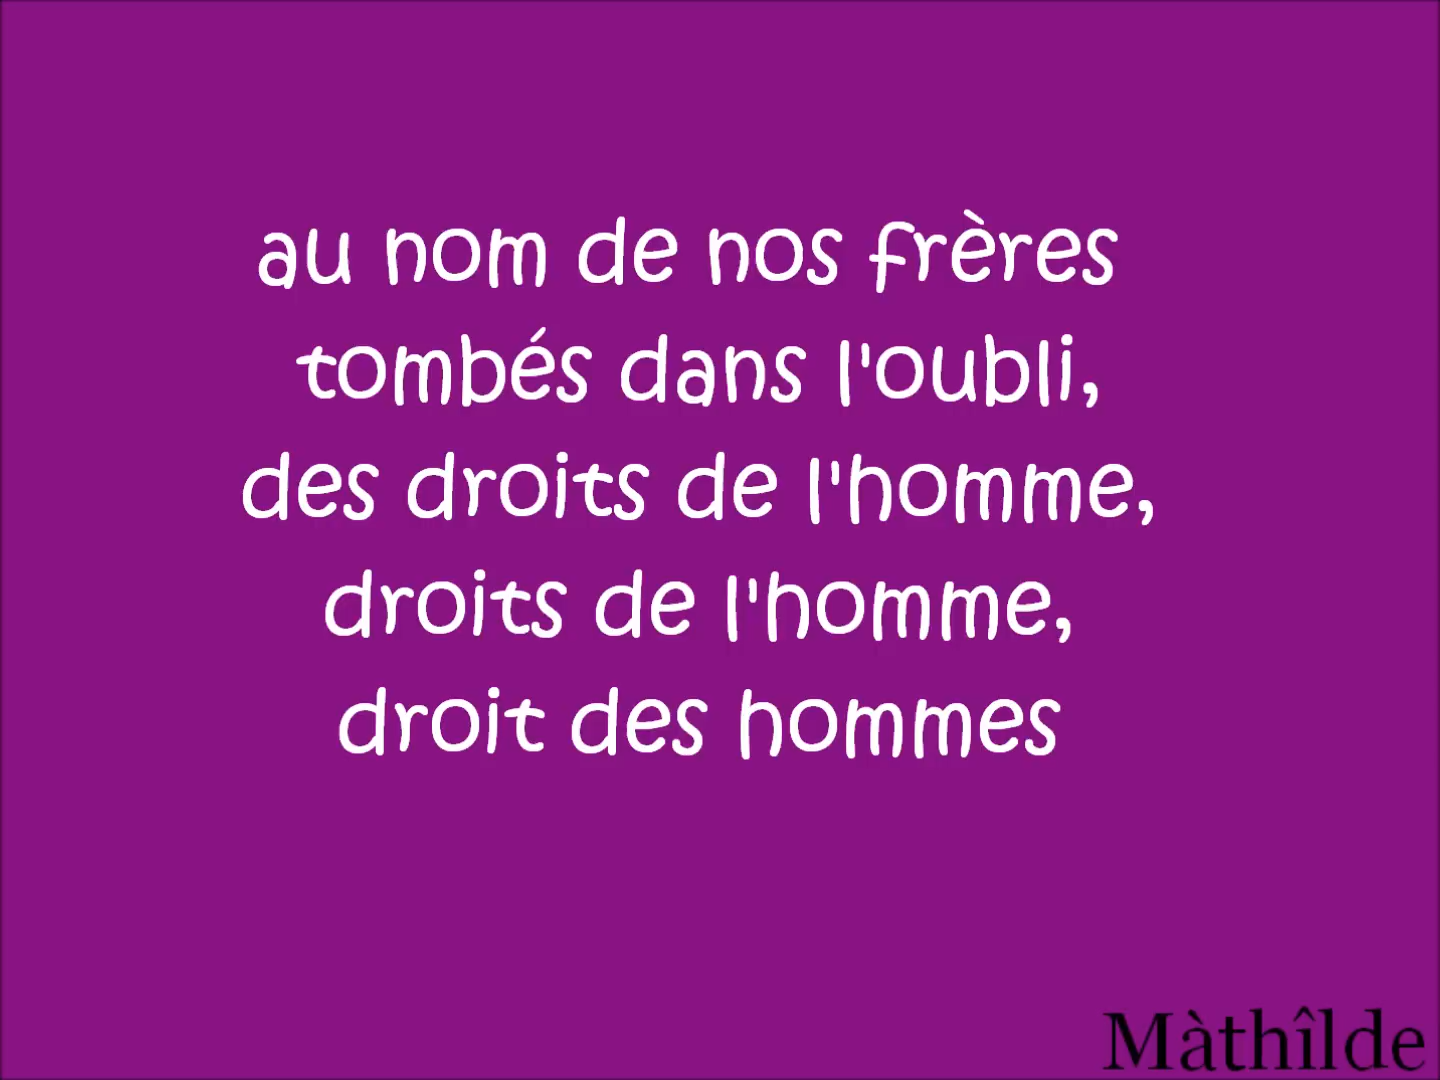 au nom de nos frères
tombés dans l'oubli,
des droits de l'homme,
droits de l'homme,
droit des hommes
Màthîlde